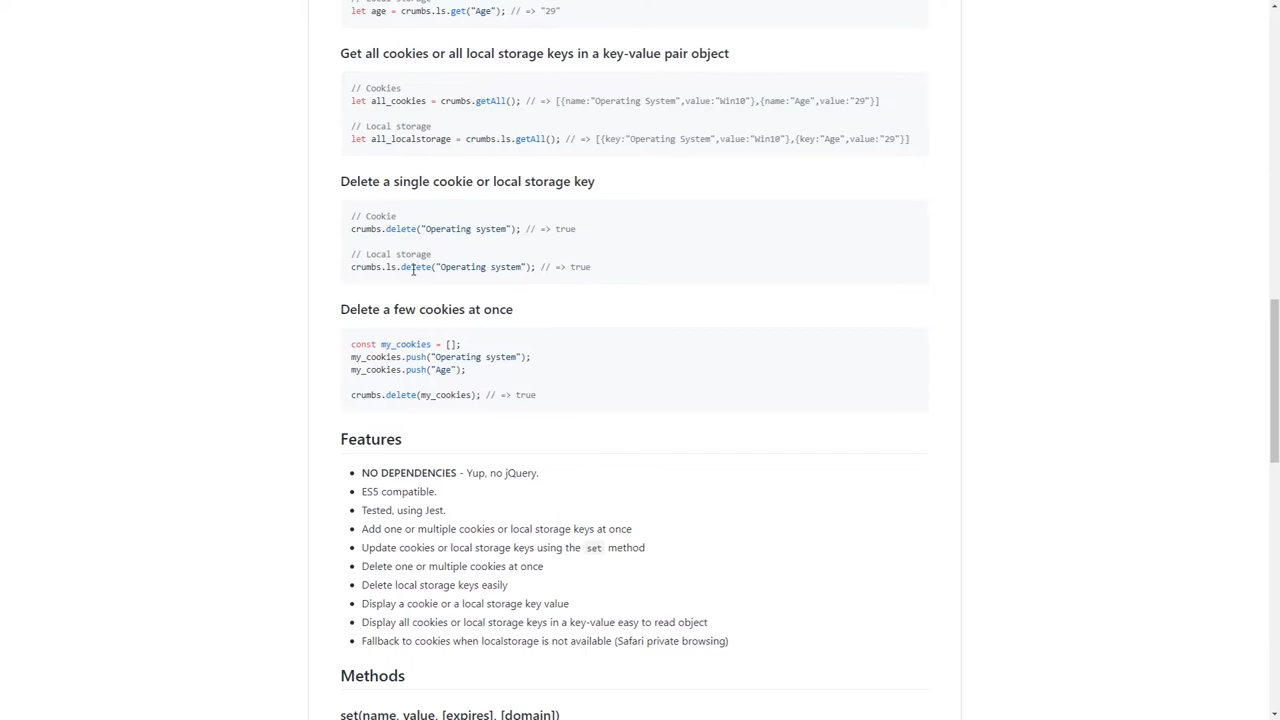 let age = crumbs.ls.get("Age"); // => "29"
Get all cookies or all local storage keys in a key-value pair object
// Cookies
let all_cookies = crumbs.getAll(); // => [{name:"Operating System",value:"Win10"},{name:"Age",value:"29"}]
// Local storage
let all_localstorage = crumbs.ls.getAll(); // => [{key:"Operating System",value:"Win10"},{key:"Age",value:"29"}]
Delete a single cookie or local storage key
// Cookie
crumbs.delete("Operating system"); // => true
// Local storage
crumbs.ls.delete("Operating system"); // => true
Delete a few cookies at once
const my_cookies = [];
my_cookies.push("Operating system");
my_cookies.push("Age");
crumbs.delete(my_cookies); // => true
Features
• NO DEPENDENCIES - Yup, no jQuery.
• ES5 compatible.
• Tested, using Jest.
• Add one or multiple cookies or local storage keys at once
• Update cookies or local storage keys using the set method
• Delete one or multiple cookies at once
• Delete local storage keys easily
• Display a cookie or a local storage key value
• Display all cookies or local storage keys in a key-value easy to read object
• Fallback to cookies when localstorage is not available (Safari private browsing)
Methods
set(name, value, [expires], [domain])